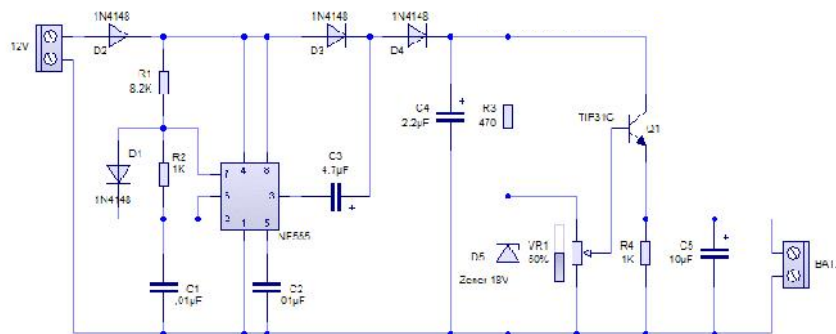 1N4148
1N4148
1N4148
12V
D2
D3
D4
R1
8.2K
C4
2.2µF
R3
470
TIP31C
Q1
D1
R2
1K
1N4148
C3
4.7µF
7
4
8
6
3
2
1
5
NE555
D5
Zener 18V
VR1
50%
R4
1K
C5
10µF
BAT.
C1
.01µF
C2
.01µF